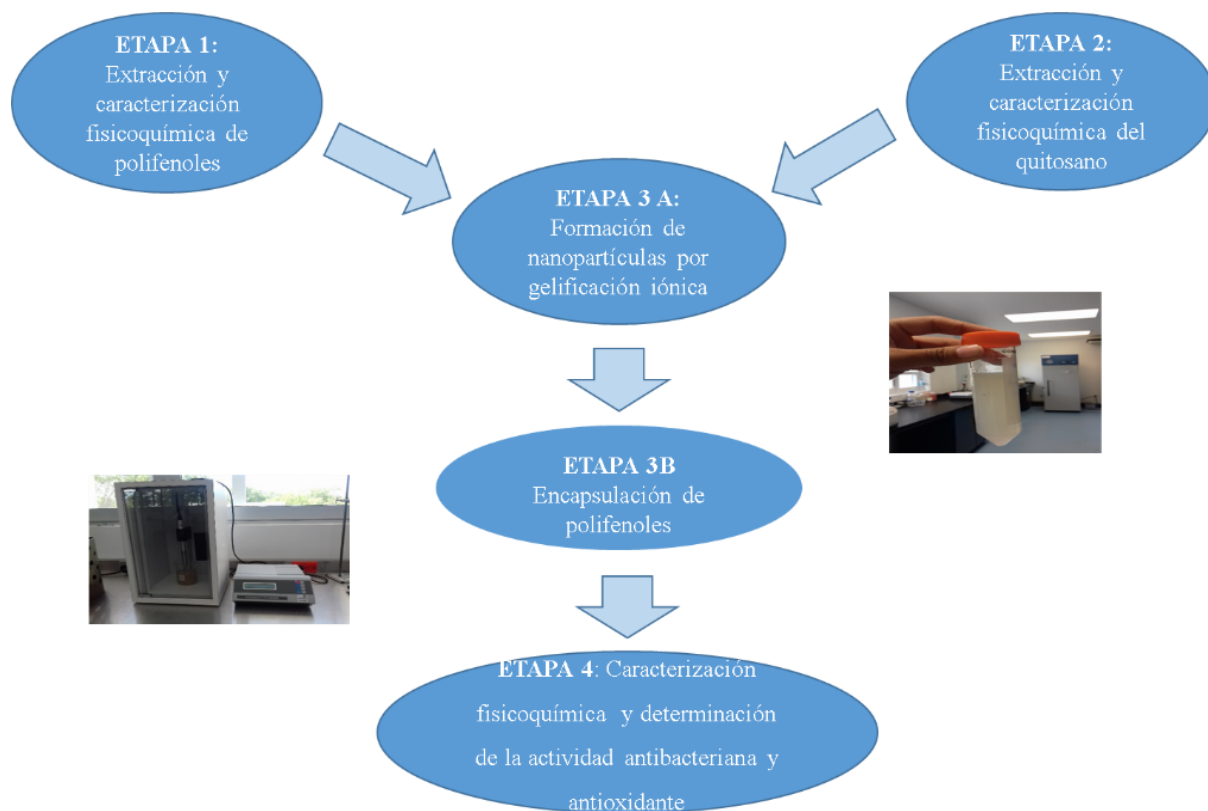 ETAPA 1:
Extracción y
caracterización
fisicoquímica de
polifenoles
ETAPA 2:
Extracción y
caracterización
fisicoquímica del
quitosano
ETAPA 3 A:
Formación de
nanopartículas por
gelificación iónica
ETAPA 3B
Encapsulación de
polifenoles
ETAPA 4: Caracterización
fisicoquímica y determinación
de la actividad antibacteriana y
antioxidante